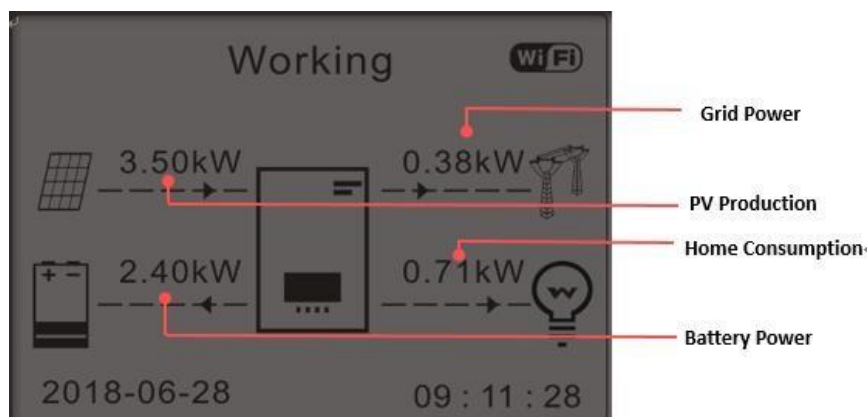 Working
WiFi
Grid Power
3.50kW
0.38kW
PV Production
Home Consumption
2.40kW
0.71kW
Battery Power
2018-06-28
09 : 11 : 28